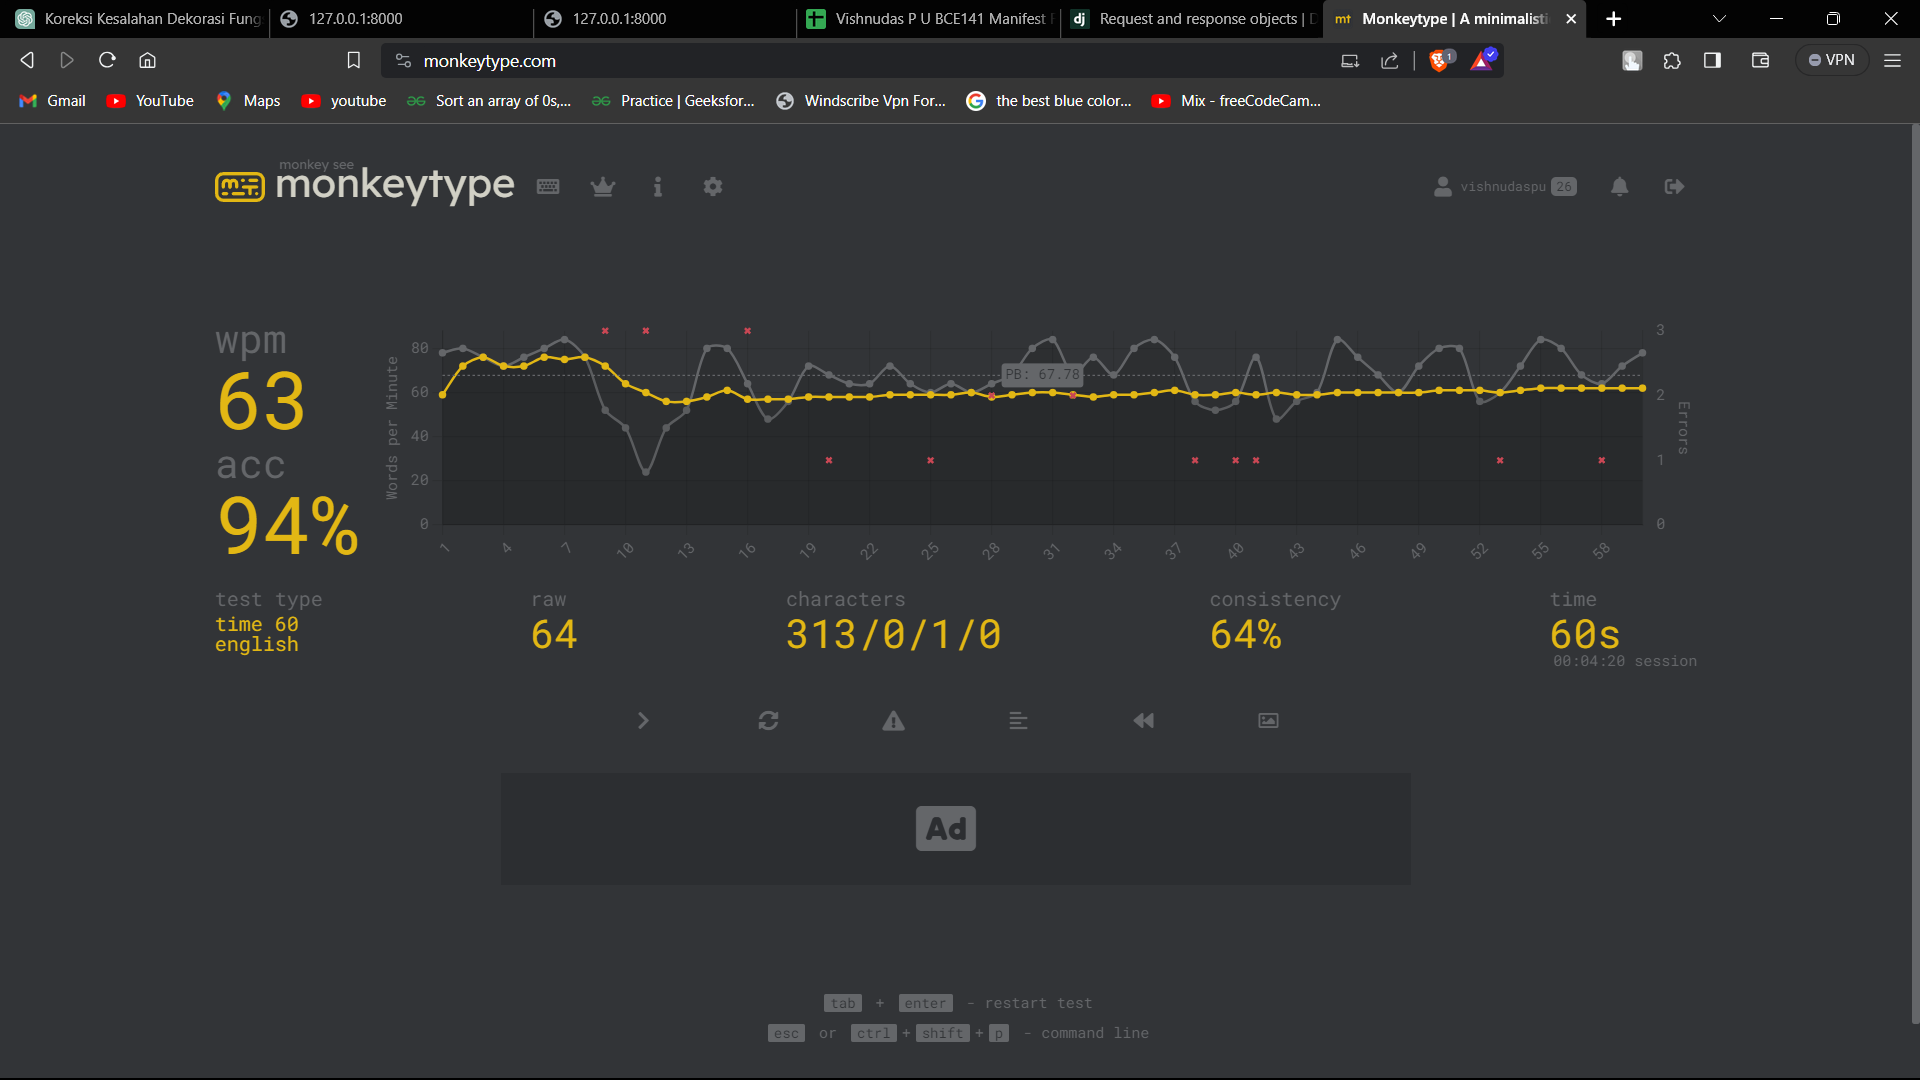 Koreksi Kesalahan Dekorasi Fung
127.0.0.1:8000
127.0.0.1:8000
Vishnudas P U BCE141 Manifest
Request and response objects |
Monkeytype | A minimalisti
monkeytype.com
1
VPN
Gmail
YouTube
Maps
youtube
Sort an array of 0s,...
Practice | Geeksfor...
Windscribe Vpn For...
the best blue color...
Mix - freeCodeCam...
monkey see
monkeytype
vishnudaspu 26
wpm
63
acc
94%
Words per Minute
80
60
40
20
0
PB: 67.78
3
2
1
0
Errors
1 4 7 10 13 16 19 22 25 28 31 34 37 40 43 46 49 52 55 58
test type
time 60
english
raw
64
characters
313/0/1/0
consistency
64%
time
60s
00:04:20 session
Ad
tab + enter - restart test
esc or ctrl + shift + p - command line